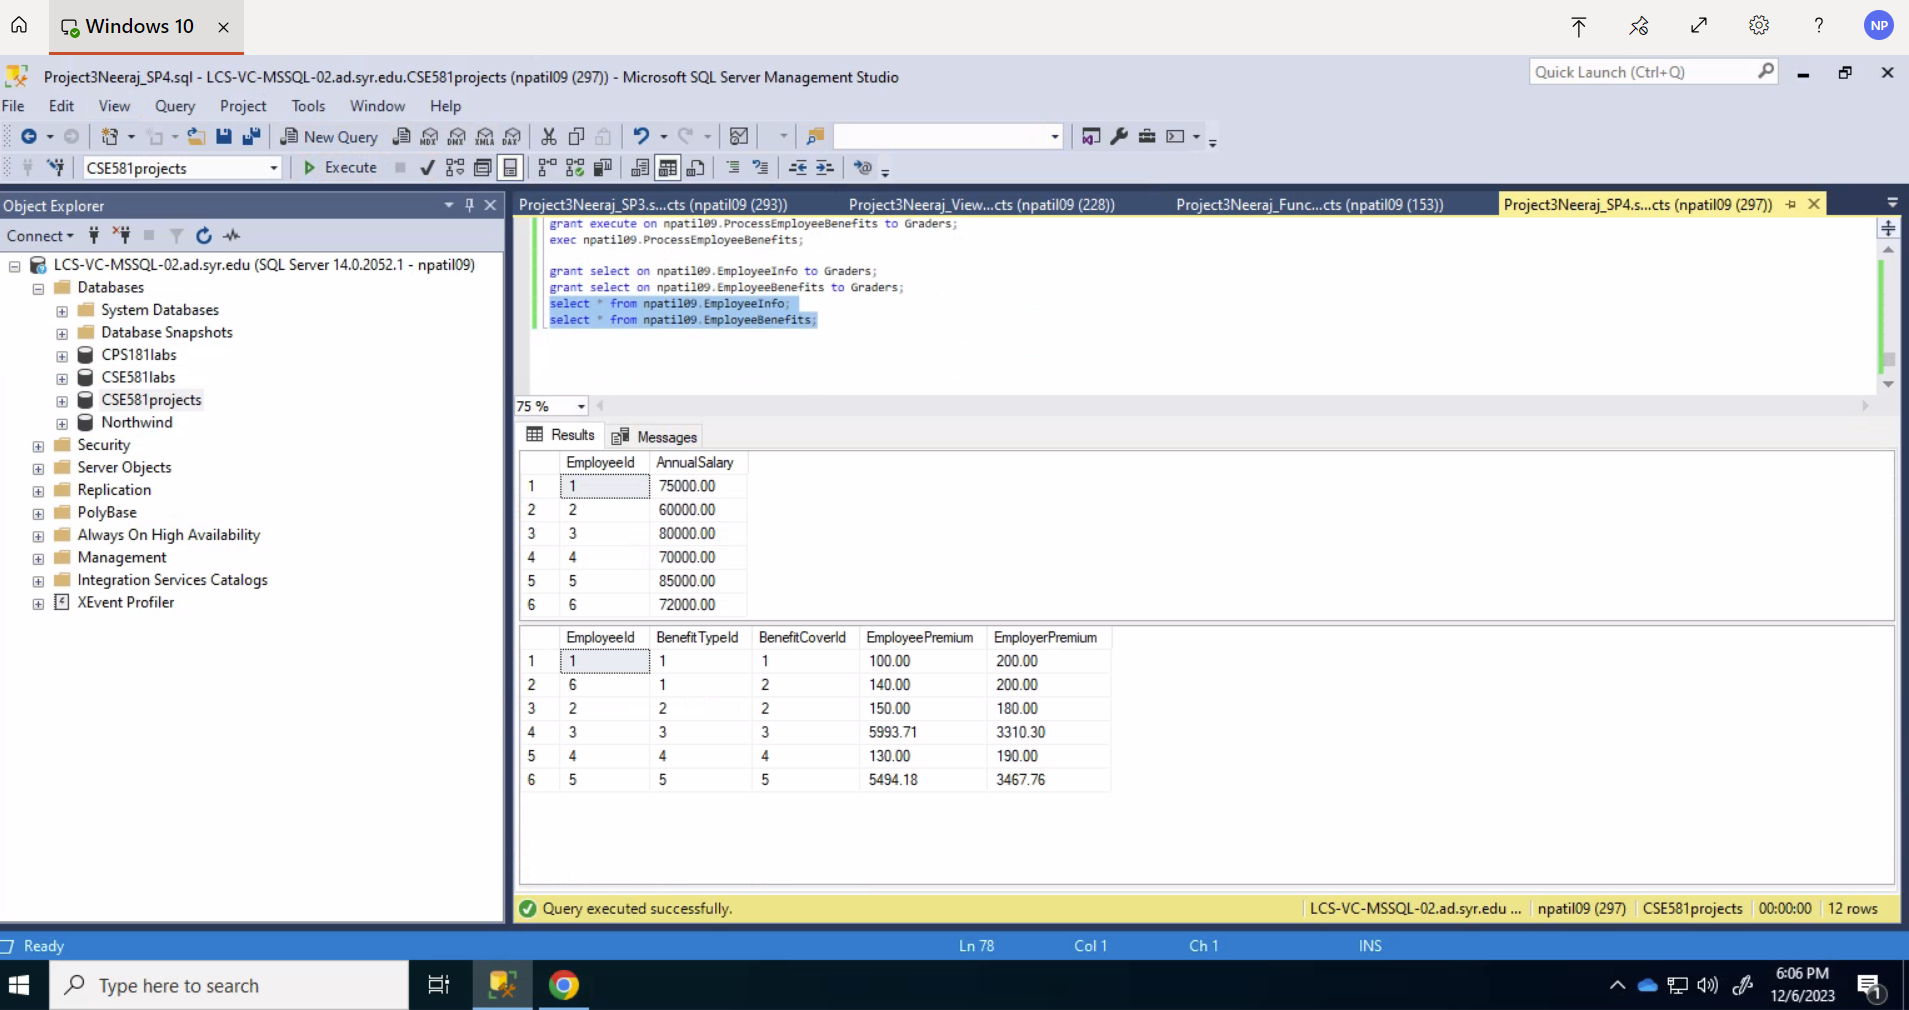 Windows 10
?
NP
Project3Neeraj_SP4.sql - LCS-VC-MSSQL-02.ad.syr.edu.CSE581projects (npatil09 (297)) - Microsoft SQL Server Management Studio
Quick Launch (Ctrl+Q)
File Edit View Query Project Tools Window Help
New Query
MDX DMX XMLA DAX
CSE581projects
Execute
Object Explorer
Project3Neeraj_SP3.s...cts (npatil09 (293))
Project3Neeraj_View...cts (npatil09 (228))
Project3Neeraj_Func...cts (npatil09 (153))
Project3Neeraj_SP4.s...cts (npatil09 (297))
Connect
LCS-VC-MSSQL-02.ad.syr.edu (SQL Server 14.0.2052.1 - npatil09)
Databases
System Databases
Database Snapshots
CPS181labs
CSE581labs
CSE581projects
Northwind
Security
Server Objects
Replication
PolyBase
Always On High Availability
Management
Integration Services Catalogs
XEvent Profiler
grant execute on npatil09.ProcessEmployeeBenefits to Graders;
exec npatil09.ProcessEmployeeBenefits;
grant select on npatil09.EmployeeInfo to Graders;
grant select on npatil09.EmployeeBenefits to Graders;
select * from npatil09.EmployeeInfo;
select * from npatil09.EmployeeBenefits;
75 %
Results Messages
EmployeeId AnnualSalary
1 1 75000.00
2 2 60000.00
3 3 80000.00
4 4 70000.00
5 5 85000.00
6 6 72000.00
EmployeeId BenefitTypeId BenefitCoverId EmployeePremium EmployerPremium
1 1 1 1 100.00 200.00
2 6 1 2 140.00 200.00
3 2 2 2 150.00 180.00
4 3 3 3 5993.71 3310.30
5 4 4 4 130.00 190.00
6 5 5 5 5494.18 3467.76
Query executed successfully.
LCS-VC-MSSQL-02.ad.syr.edu ... npatil09 (297) CSE581projects 00:00:00 12 rows
Ready
Ln 78 Col 1 Ch 1 INS
Type here to search
6:06 PM
12/6/2023
1